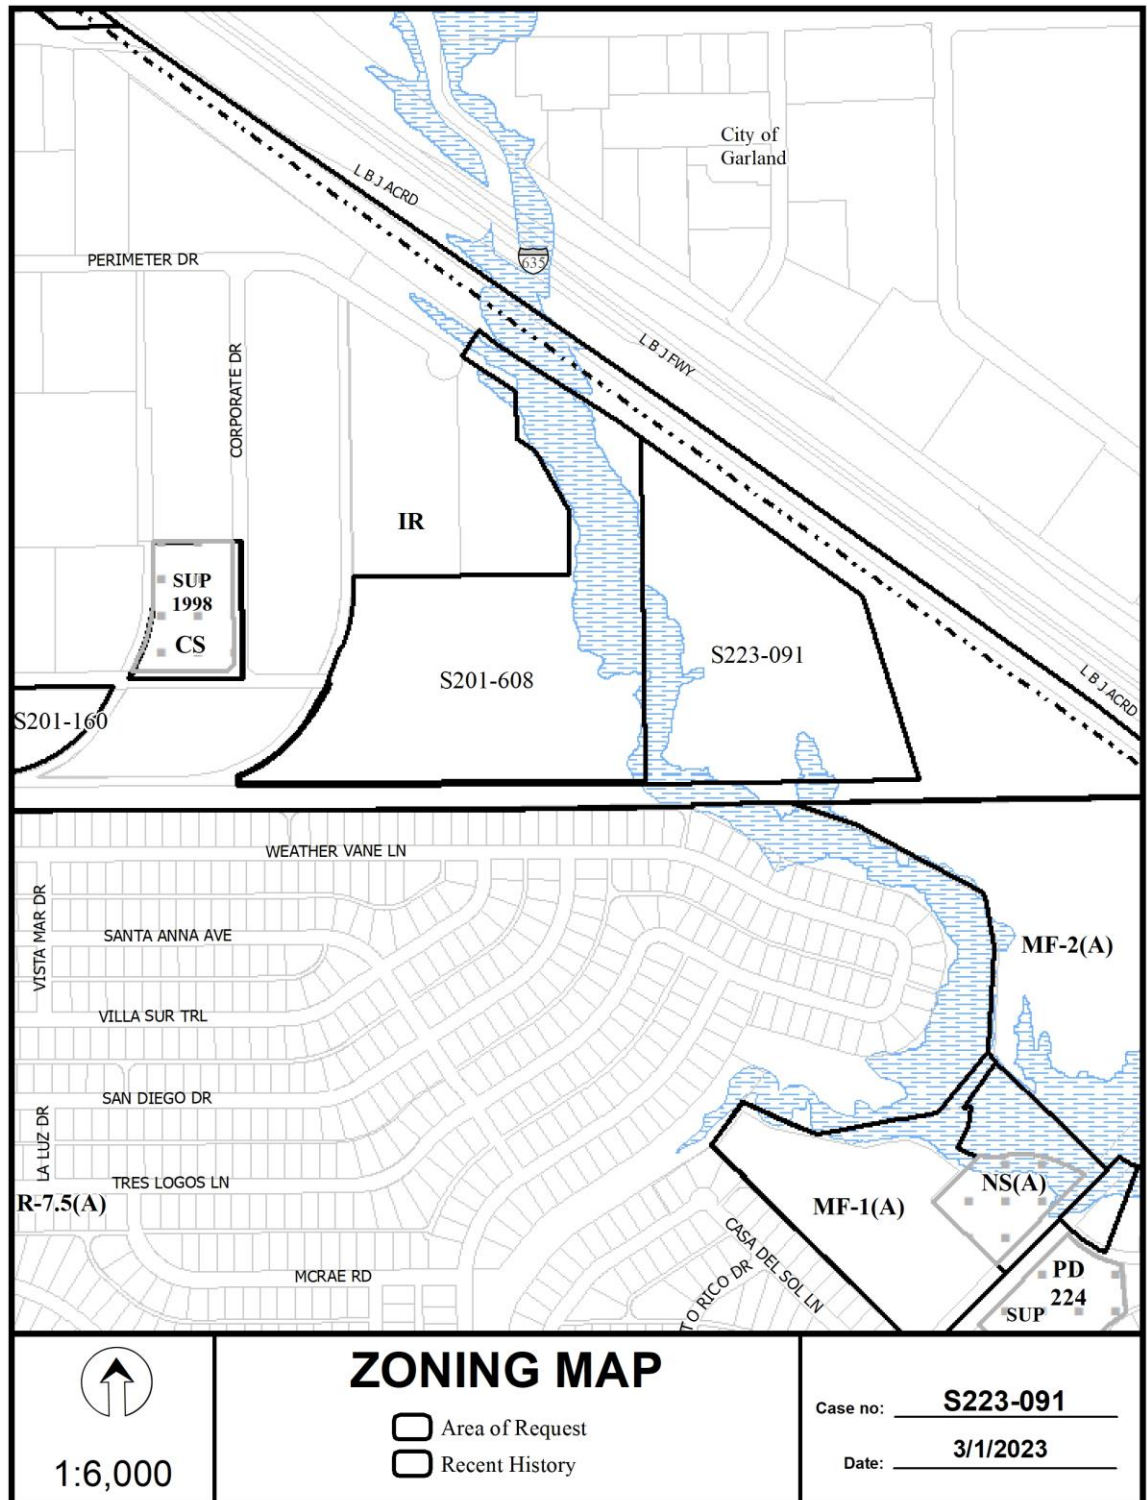 City of
Garland
L B J ACRD
PERIMETER DR
635
L B J FWY
CORPORATE DR
IR
SUP
1998
CS
S223-091
S201-608
L B J ACRD
S201-160
WEATHER VANE LN
VISTA MAR DR
SANTA ANNA AVE
MF-2(A)
VILLA SUR TRL
SAN DIEGO DR
LA LUZ DR
TRES LOGOS LN
NS(A)
R-7.5(A)
MF-1(A)
CASA DEL SOL LN
MCRAE RD
T O RICO DR
PD
224
SUP
ZONING MAP
Area of Request
Recent History
1:6,000
Case no: S223-091
Date: 3/1/2023